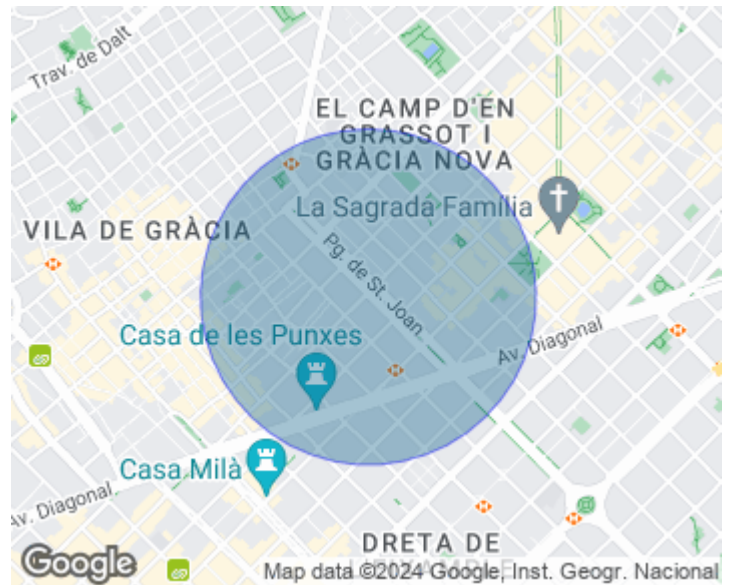 Trav. de Dalt
EL CAMP D'EN
GRASSOT I
GRÀCIA NOVA
La Sagrada Família
VILA DE GRÀCIA
Pg. de St. Joan
Casa de les Punxes
Av. Diagonal
Casa Milà
Av. Diagonal
DRETA DE
Google
Map data ©2024 Google, Inst. Geogr. Nacional